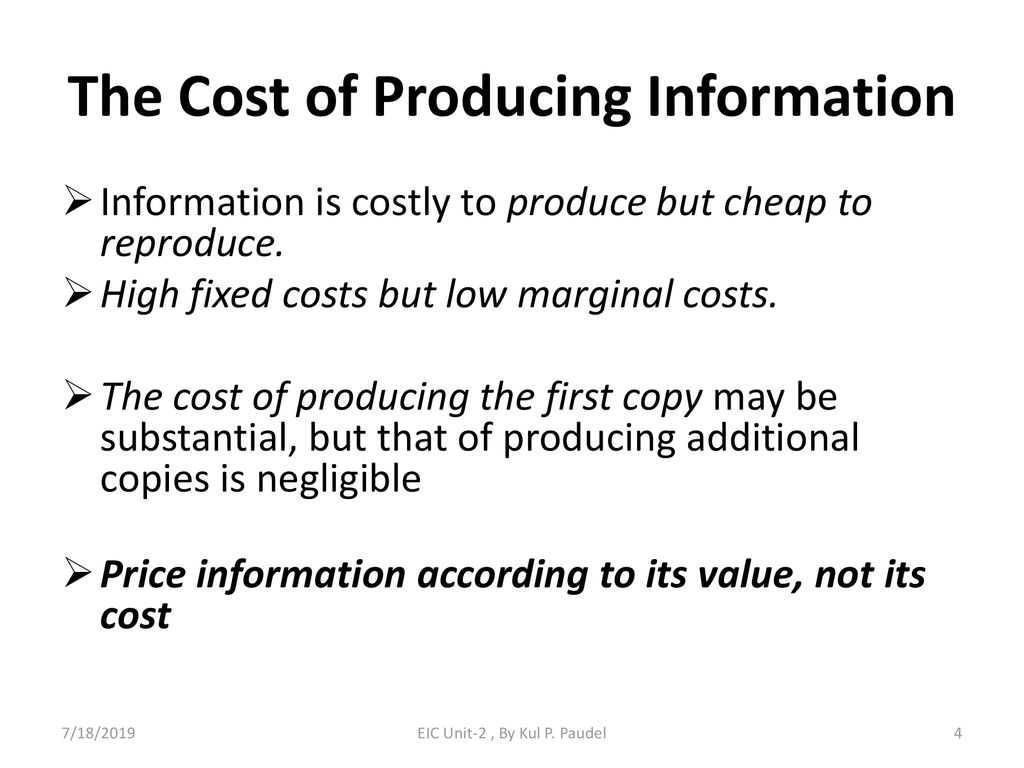 The Cost of Producing Information
➢Information is costly to produce but cheap to
reproduce.
➢High fixed costs but low marginal costs.
➢The cost of producing the first copy may be
substantial, but that of producing additional
copies is negligible
➢Price information according to its value, not its
cost
7/18/2019 EIC Unit-2 , By Kul P. Paudel 4